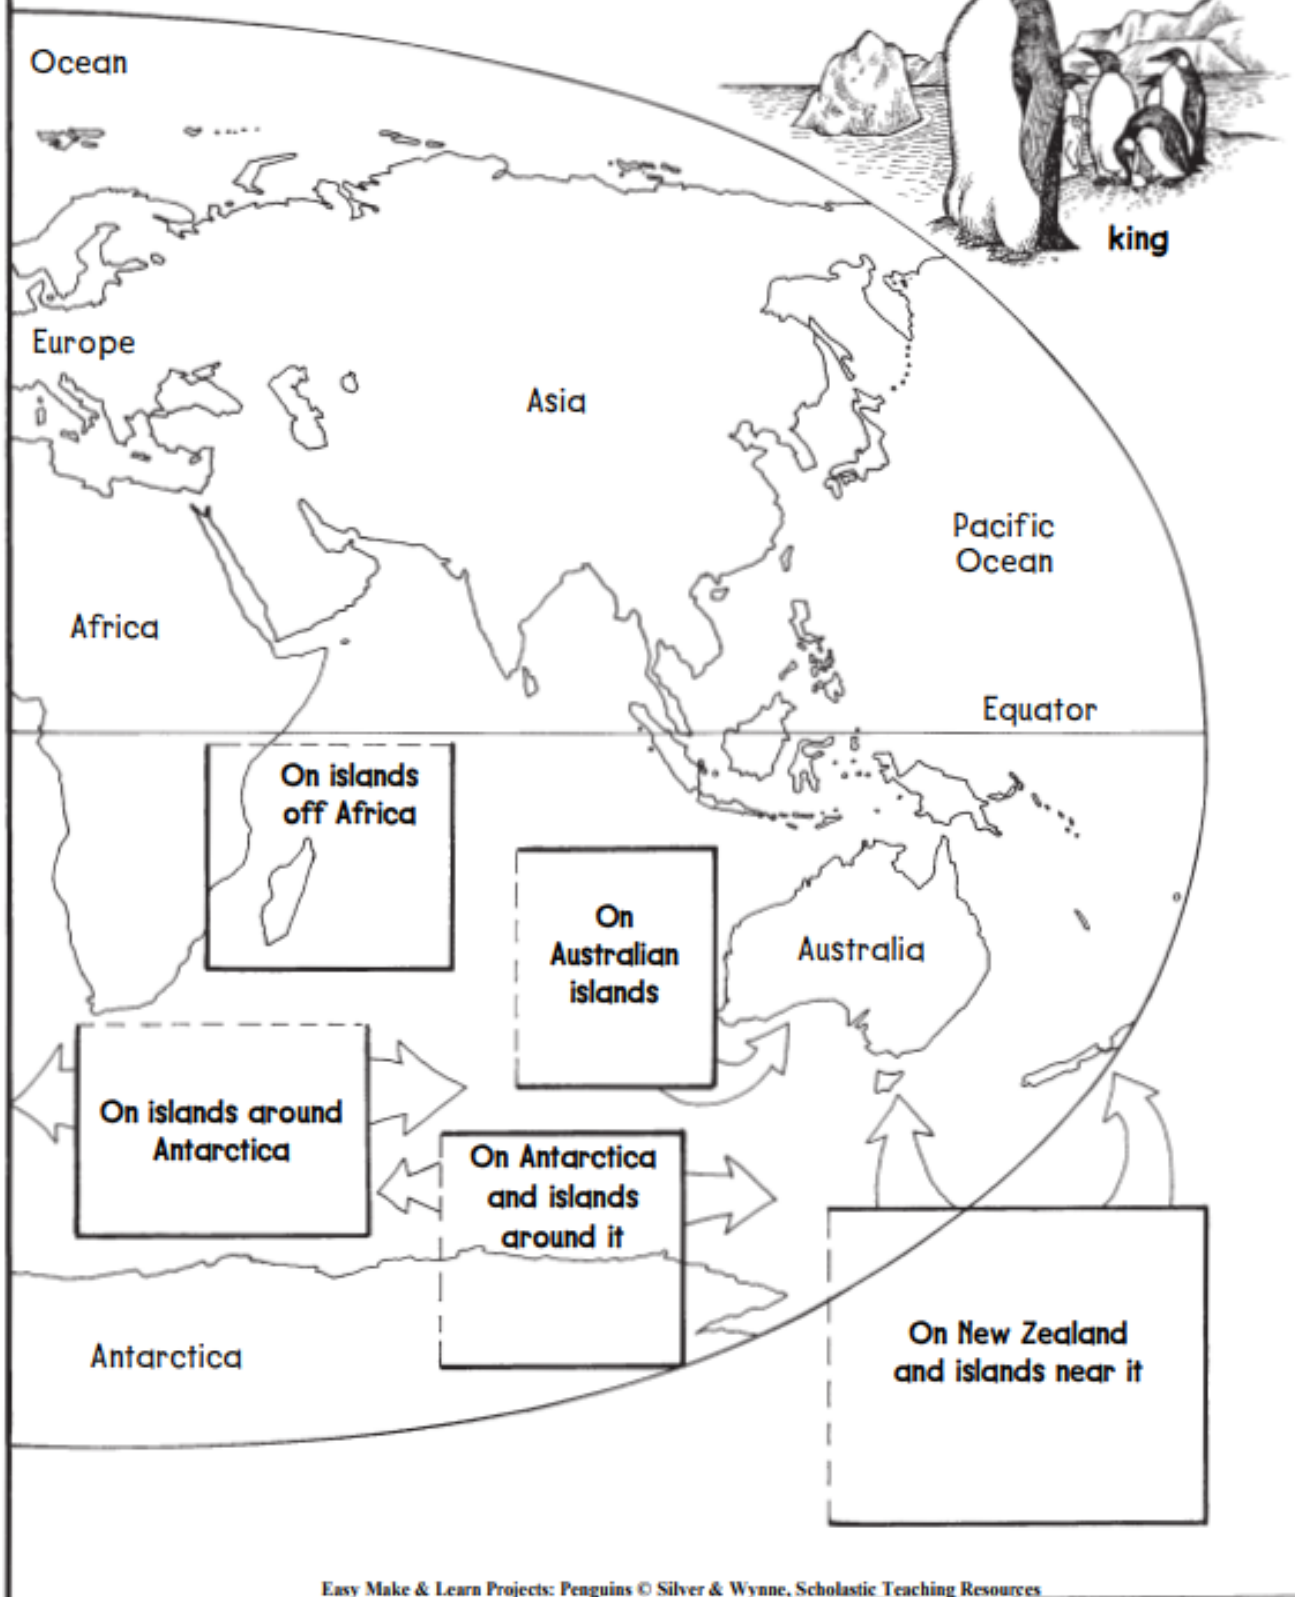 Ocean
king
Europe
Asia
Pacific
Ocean
Africa
Equator
On islands
off Africa
On
Australian
islands
Australia
On islands around
Antarctica
On Antarctica
and islands
around it
On New Zealand
and islands near it
Antarctica
Easy Make & Learn Projects: Penguins © Silver & Wynne, Scholastic Teaching Resources